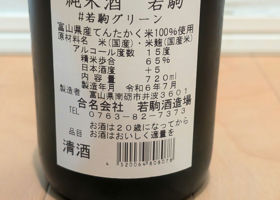 純米酒 若駒
#若駒グリーン
富山県産てんたかく米100%使用
原材料名 米(国産)・米麹(国産米)
アルコール度数 15度
精米歩合 65%
日本酒度 +5
内容量 720ml
製造年月 令和6年7月
製造者 富山県南砺市井波3601
合名会社 若駒酒造場
TEL 0763-82-7373
お酒は20歳になってから
お酒はおいしく適量を
品目
清酒
4520064808078